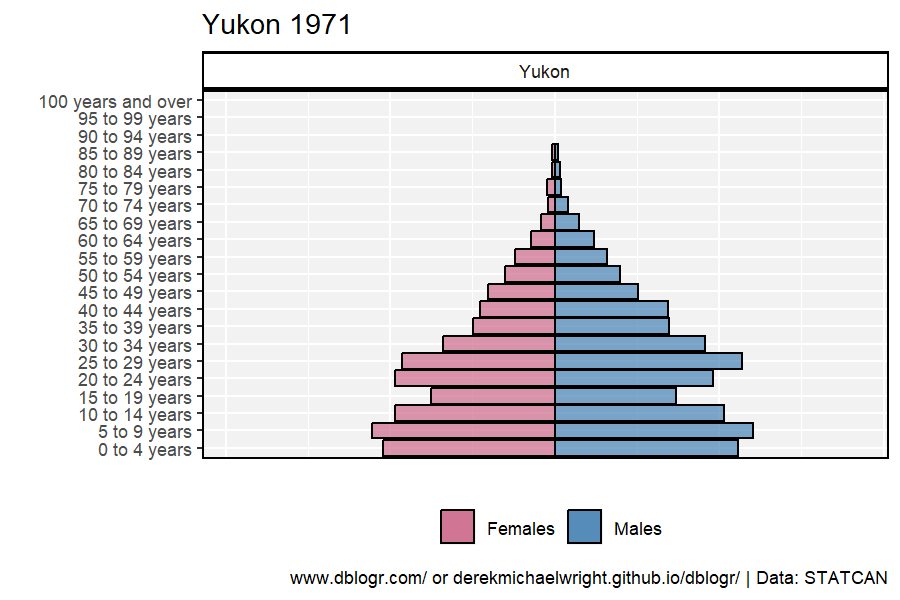 Yukon 1971
Yukon
100 years and over
95 to 99 years
90 to 94 years
85 to 89 years
80 to 84 years
75 to 79 years
70 to 74 years
65 to 69 years
60 to 64 years
55 to 59 years
50 to 54 years
45 to 49 years
40 to 44 years
35 to 39 years
30 to 34 years
25 to 29 years
20 to 24 years
15 to 19 years
10 to 14 years
5 to 9 years
0 to 4 years
Females Males
www.dblogr.com/ or derekmichaelwright.github.io/dblogr/ | Data: STATCAN